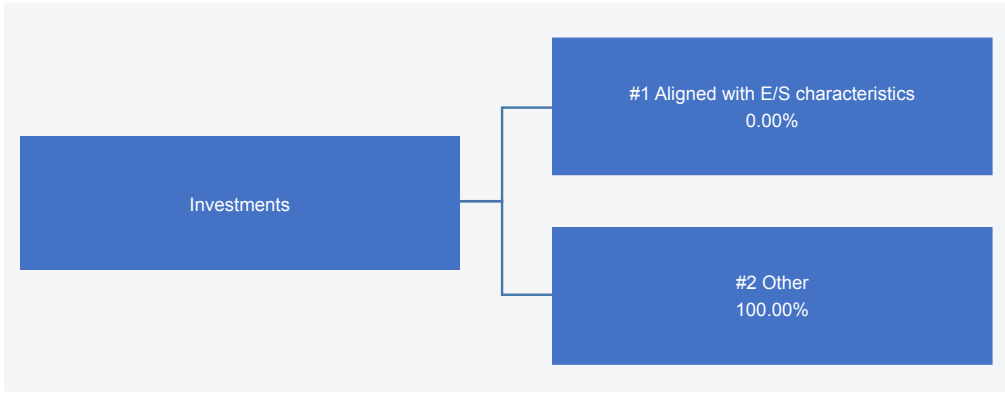 Investments
#1 Aligned with E/S characteristics
0.00%
#2 Other
100.00%